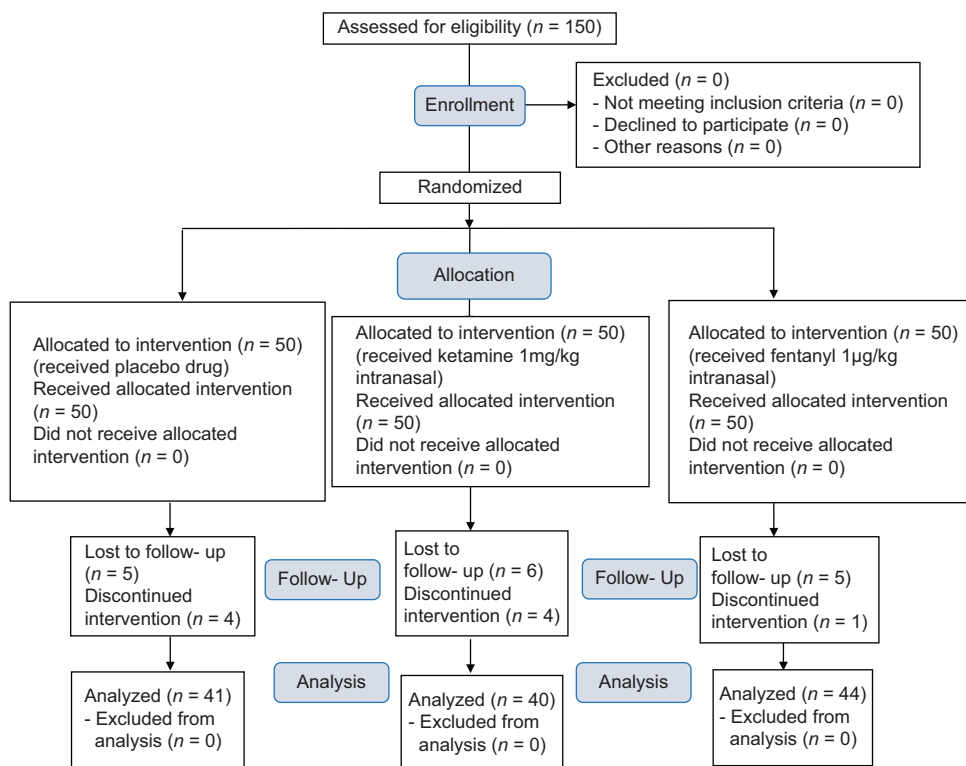 Assessed for eligibility (n = 150)
Enrollment
Excluded (n = 0)
- Not meeting inclusion criteria (n = 0)
- Declined to participate (n = 0)
- Other reasons (n = 0)
Randomized
Allocation
Allocated to intervention (n = 50)
(received placebo drug)
Received allocated intervention
(n = 50)
Did not receive allocated
intervention (n = 0)
Allocated to intervention (n = 50)
(received ketamine 1mg/kg
intranasal)
Received allocated intervention
(n = 50)
Did not receive allocated
intervention (n = 0)
Allocated to intervention (n = 50)
(received fentanyl 1µg/kg
intranasal)
Received allocated intervention
(n = 50)
Did not receive allocated
intervention (n = 0)
Lost to follow- up
(n = 5)
Discontinued
intervention (n = 4)
Follow- Up
Lost to
follow- up (n = 6)
Discontinued
intervention (n = 4)
Follow- Up
Lost to
follow- up (n = 5)
Discontinued
intervention (n = 1)
Analyzed (n = 41)
- Excluded from
analysis (n = 0)
Analysis
Analyzed (n = 40)
- Excluded from
analysis (n = 0)
Analysis
Analyzed (n = 44)
- Excluded from
analysis (n = 0)